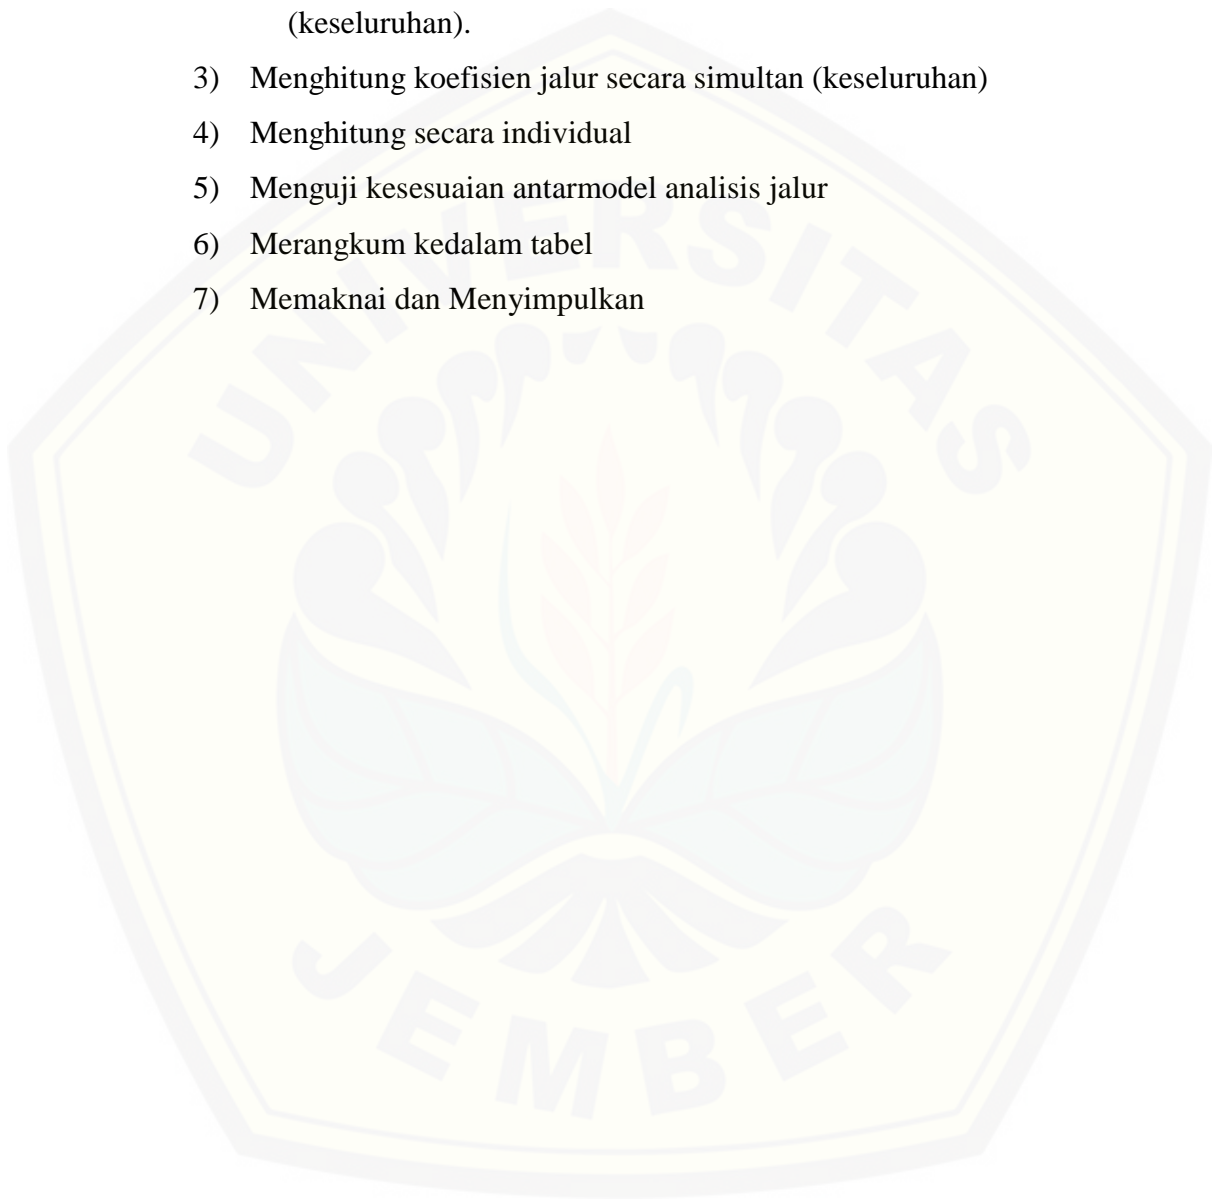 (keseluruhan).
3) Menghitung koefisien jalur secara simultan (keseluruhan)
4) Menghitung secara individual
5) Menguji kesesuaian antarmodel analisis jalur
6) Merangkum kedalam tabel
7) Memaknai dan Menyimpulkan
UNIVERSITAS
JEMBER